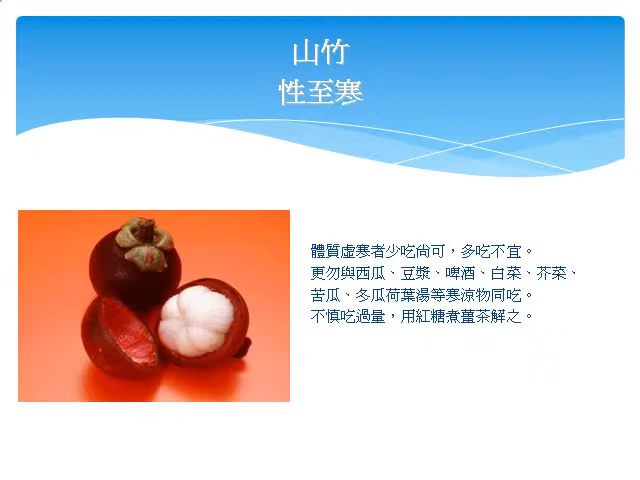 山竹
性至寒
體質虛寒者少吃尚可，多吃不宜。
更勿與西瓜、豆漿、啤酒、白菜、芥菜、
苦瓜、冬瓜荷葉湯等寒涼物同吃。
不慎吃過量，用紅糖煮薑茶解之。